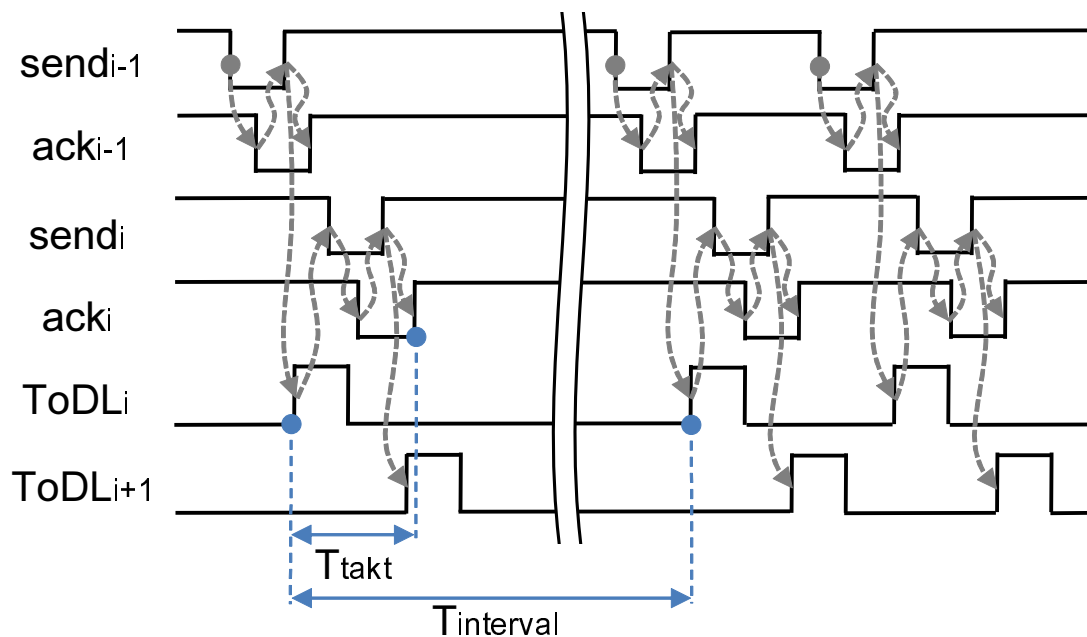 sendi-1
acki-1
sendi
acki
ToDLi
ToDLi+1
Ttakt
Tinterval